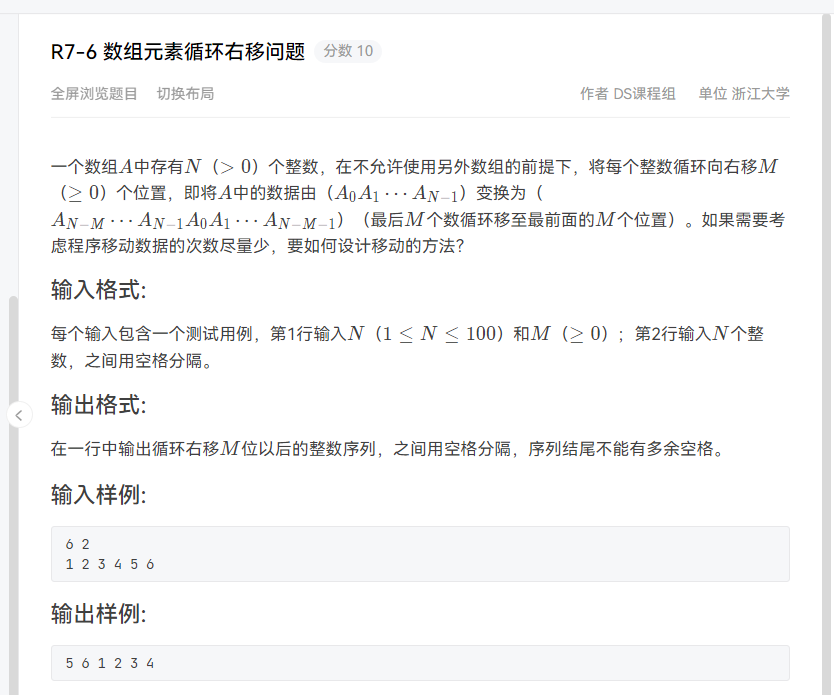 R7-6 数组元素循环右移问题 分数 10
全屏浏览题目 切换布局 作者 DS课程组 单位 浙江大学
一个数组A中存有N（> 0）个整数，在不允许使用另外数组的前提下，将每个整数循环向右移M
（≥ 0）个位置，即将A中的数据由（A₀A₁⋯A_{N−1}）变换为（
A_{N−M}⋯A_{N−1}A₀A₁⋯A_{N−M−1}）（最后M个数循环移至最前面的M个位置）。如果需要考
虑程序移动数据的次数尽量少，要如何设计移动的方法？
输入格式:
每个输入包含一个测试用例，第1行输入N（1 ≤ N ≤ 100）和M（≥ 0）；第2行输入N个整
数，之间用空格分隔。
输出格式:
在一行中输出循环右移M位以后的整数序列，之间用空格分隔，序列结尾不能有多余空格。
输入样例:
6 2
1 2 3 4 5 6
输出样例:
5 6 1 2 3 4